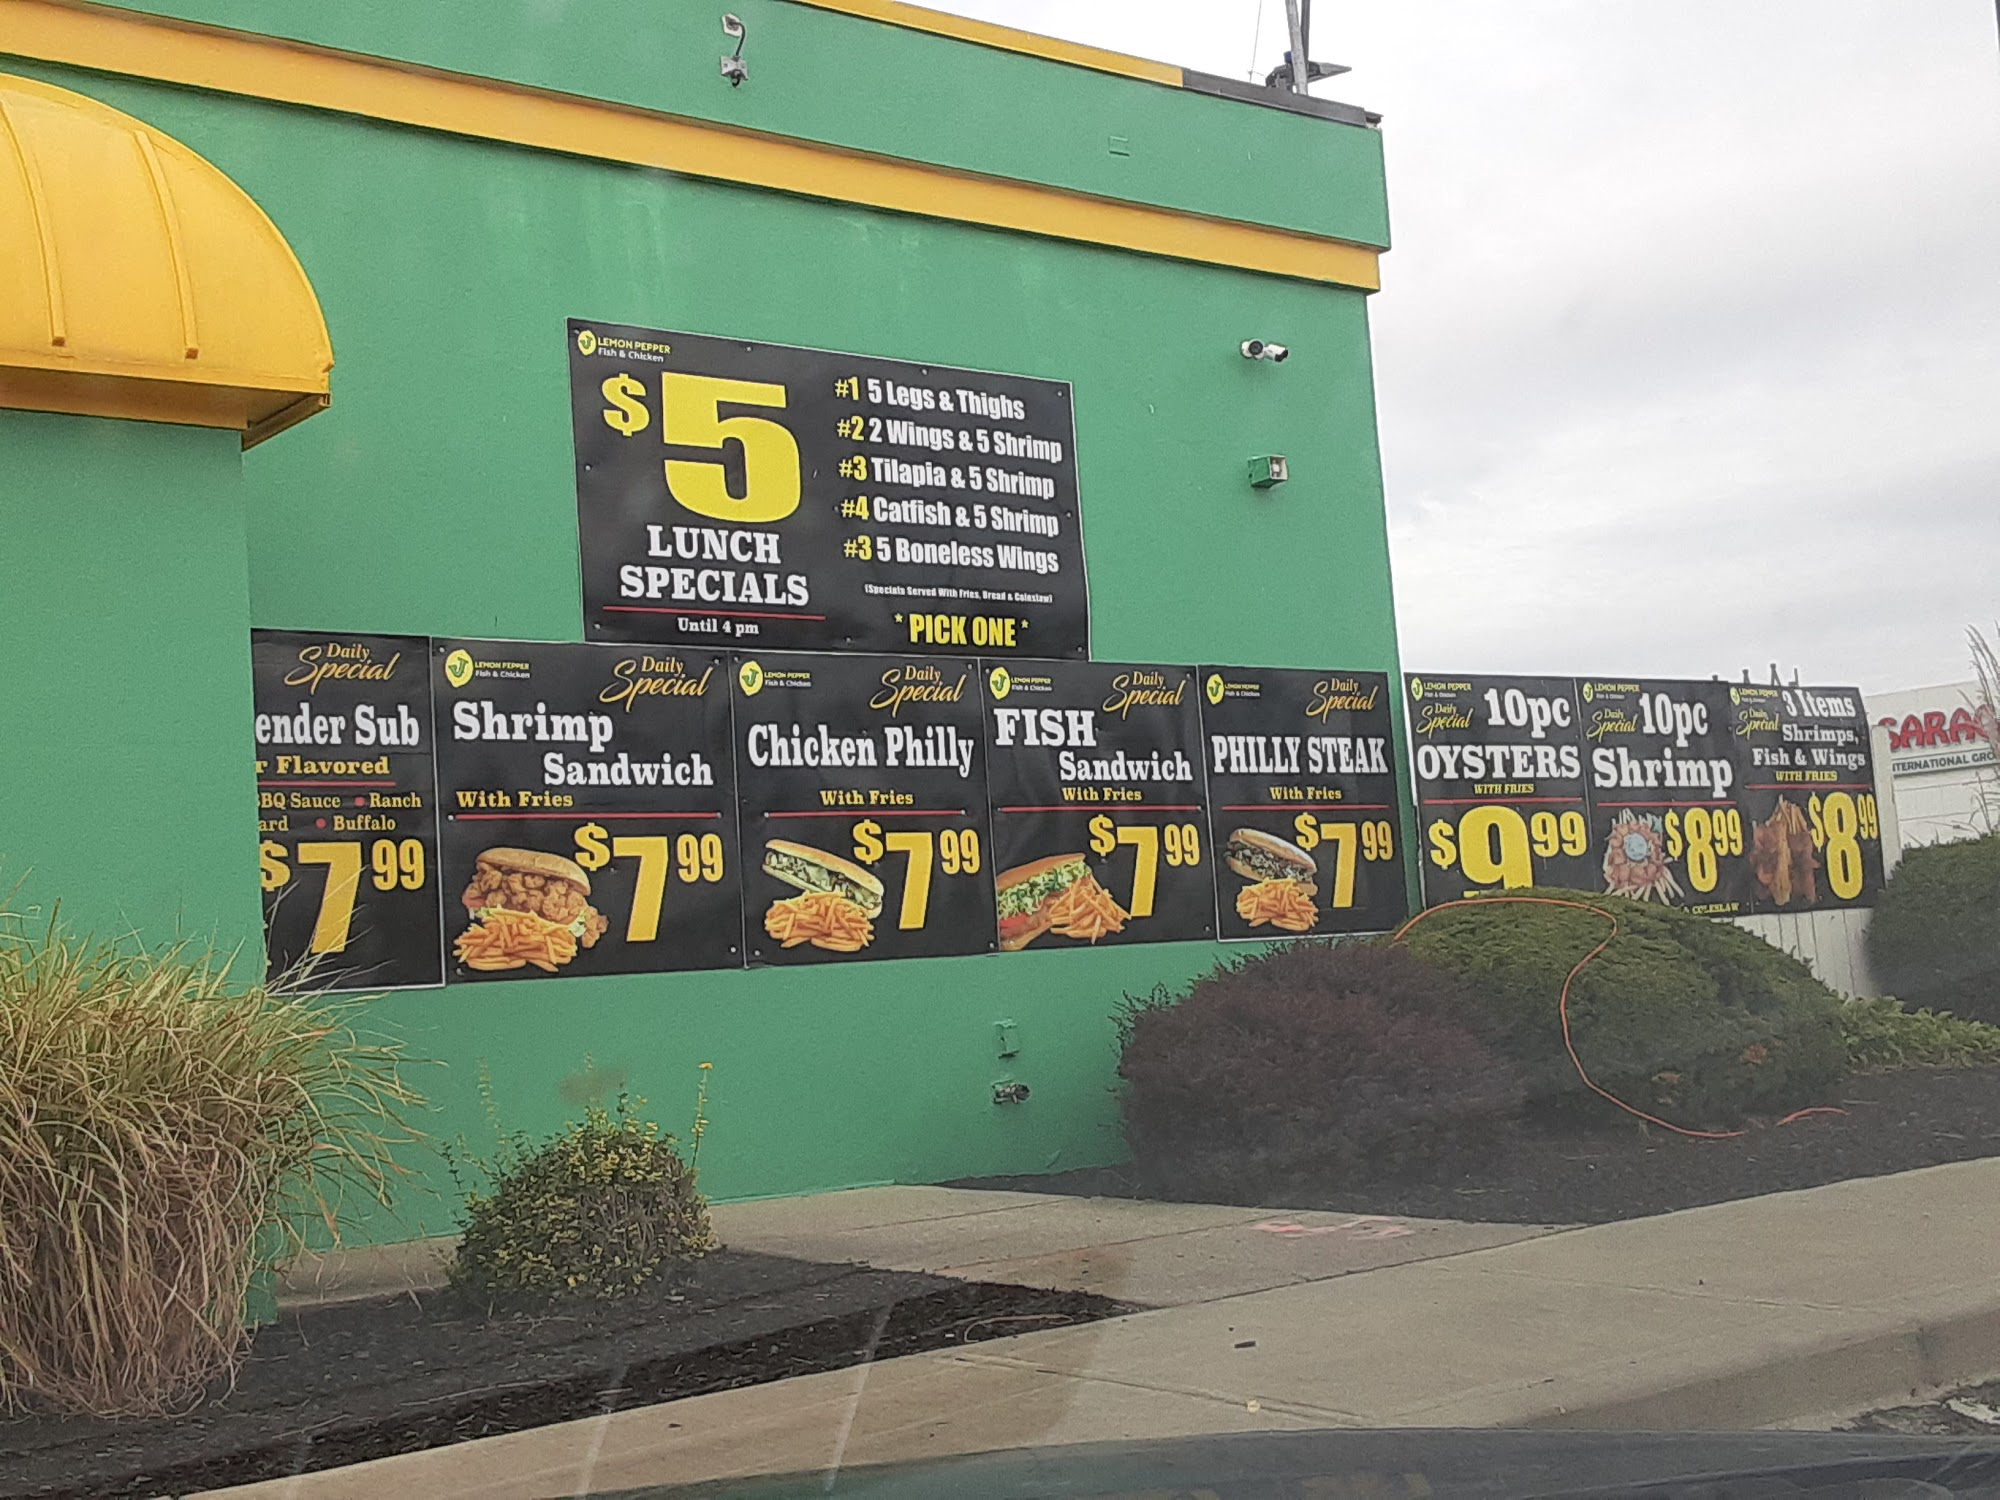 LEMON PEPPER
Fish & Chicken
$5
LUNCH
SPECIALS
Until 4 pm
#1 5 Legs & Thighs
#2 2 Wings & 5 Shrimp
#3 Tilapia & 5 Shrimp
#4 Catfish & 5 Shrimp
#3 5 Boneless Wings
(Specials Served With Fries, Bread & Coleslaw)
* PICK ONE *
Daily
Special
ender Sub
r Flavored
BBQ Sauce • Ranch
ard • Buffalo
$7 99
LEMON PEPPER
Fish & Chicken
Daily
Special
Shrimp
Sandwich
With Fries
$7 99
LEMON PEPPER
Fish & Chicken
Daily
Special
Chicken Philly
With Fries
$7 99
LEMON PEPPER
Fish & Chicken
Daily
Special
FISH
Sandwich
With Fries
$7 99
LEMON PEPPER
Fish & Chicken
Daily
Special
PHILLY STEAK
With Fries
$7 99
LEMON PEPPER
Fish & Chicken
Daily
Special
10pc
OYSTERS
WITH FRIES
$9 99
LEMON PEPPER
Fish & Chicken
Daily
Special
10pc
Shrimp
$8 99
& COLESLAW
LEMON PEPPER
Fish & Chicken
Daily
Special
3 Items
Shrimps,
Fish & Wings
WITH FRIES
$8 99
SARA
TERNATIONAL GRO